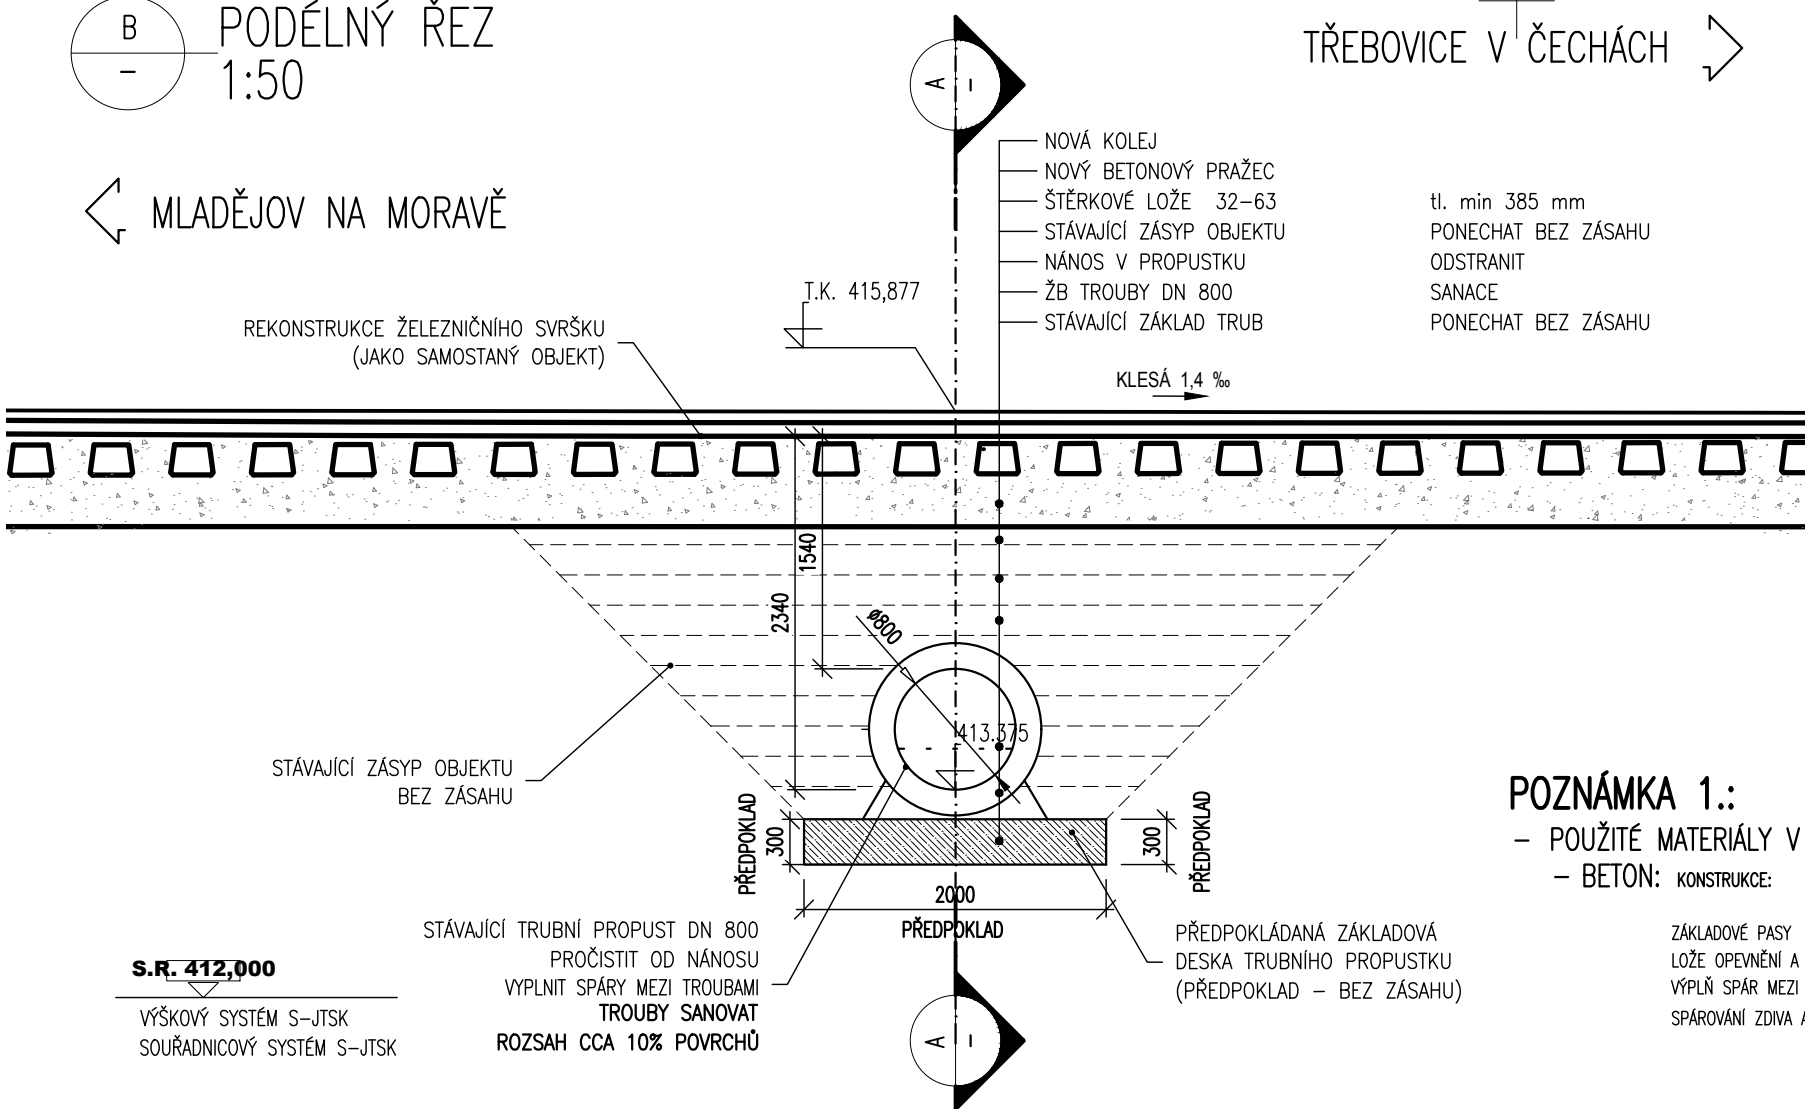 B
–
PODÉLNÝ ŘEZ
1:50
A
–
TŘEBOVICE V ČECHÁCH
MLADĚJOV NA MORAVĚ
NOVÁ KOLEJ
NOVÝ BETONOVÝ PRAŽEC
ŠTĚRKOVÉ LOŽE 32–63 tl. min 385 mm
STÁVAJÍCÍ ZÁSYP OBJEKTU PONECHAT BEZ ZÁSAHU
NÁNOS V PROPUSTKU ODSTRANIT
ŽB TROUBY DN 800 SANACE
STÁVAJÍCÍ ZÁKLAD TRUB PONECHAT BEZ ZÁSAHU
T.K. 415,877
REKONSTRUKCE ŽELEZNIČNÍHO SVRŠKU
(JAKO SAMOSTANÝ OBJEKT)
KLESÁ 1,4 ‰
1540
2340
ø800
413.375
STÁVAJÍCÍ ZÁSYP OBJEKTU
BEZ ZÁSAHU
PŘEDPOKLAD
300
300
PŘEDPOKLAD
2000
PŘEDPOKLAD
POZNÁMKA 1.:
– POUŽITÉ MATERIÁLY V
– BETON: KONSTRUKCE:
ZÁKLADOVÉ PASY
LOŽE OPEVNĚNÍ A
VÝPLŇ SPÁR MEZI
SPÁROVÁNÍ ZDIVA A
STÁVAJÍCÍ TRUBNÍ PROPUST DN 800
PROČISTIT OD NÁNOSU
VYPLNIT SPÁRY MEZI TROUBAMI
TROUBY SANOVAT
ROZSAH CCA 10% POVRCHŮ
PŘEDPOKLÁDANÁ ZÁKLADOVÁ
DESKA TRUBNÍHO PROPUSTKU
(PŘEDPOKLAD – BEZ ZÁSAHU)
S.R. 412,000
VÝŠKOVÝ SYSTÉM S–JTSK
SOUŘADNICOVÝ SYSTÉM S–JTSK
A
–